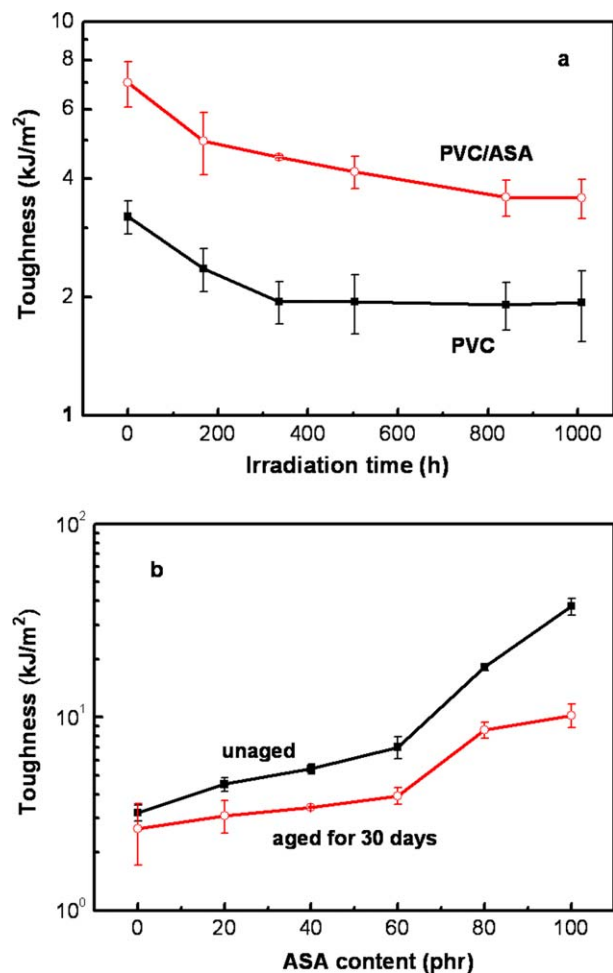 10
8
6
4
2
1
a
PVC/ASA
PVC
Toughness (kJ/m²)
0 200 400 600 800 1000
Irradiation time (h)
10²
10¹
10⁰
b
unaged
aged for 30 days
Toughness (kJ/m²)
0 20 40 60 80 100
ASA content (phr)